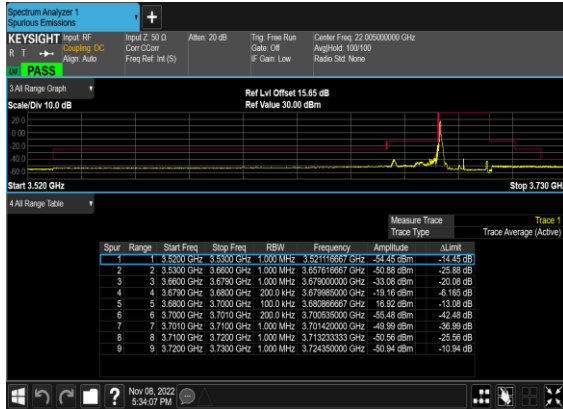 Spectrum Analyzer 1
Spurious Emissions
+
KEYSIGHT Input: RF Input Z: 50 Ω Atten: 20 dB Trig: Free Run Center Freq: 22.005000000 GHz
R T Coupling: DC Corr CCorr Gate: Off Avg|Hold: 100/100
Align: Auto Freq Ref: Int (S) IF Gain: Low Radio Std: None
PASS
3 All Range Graph Ref Lvl Offset 15.65 dB
Scale/Div 10.0 dB Ref Value 30.00 dBm
20.0
0.00
-20.0
-40.0
-60.0
Start 3.520 GHz Stop 3.730 GHz
4 All Range Table
Measure Trace Trace 1
Trace Type Trace Average (Active)
Spur Range Start Freq Stop Freq RBW Frequency Amplitude ΔLimit
1 1 3.5200 GHz 3.5300 GHz 1.000 MHz 3.521116667 GHz -54.45 dBm -14.45 dB
2 2 3.5300 GHz 3.6600 GHz 1.000 MHz 3.657616667 GHz -50.88 dBm -25.88 dB
3 3 3.6600 GHz 3.6790 GHz 1.000 MHz 3.679000000 GHz -33.08 dBm -20.08 dB
4 4 3.6790 GHz 3.6800 GHz 200.0 kHz 3.679985000 GHz -19.16 dBm -6.165 dB
5 5 3.6800 GHz 3.7000 GHz 100.0 kHz 3.680866667 GHz 16.92 dBm -13.08 dB
6 6 3.7000 GHz 3.7010 GHz 200.0 kHz 3.700535000 GHz -55.48 dBm -42.48 dB
7 7 3.7010 GHz 3.7100 GHz 1.000 MHz 3.701420000 GHz -49.99 dBm -36.99 dB
8 8 3.7100 GHz 3.7200 GHz 1.000 MHz 3.713233333 GHz -50.56 dBm -25.56 dB
9 9 3.7200 GHz 3.7300 GHz 1.000 MHz 3.724350000 GHz -50.94 dBm -10.94 dB
? Nov 08, 2022
5:34:07 PM